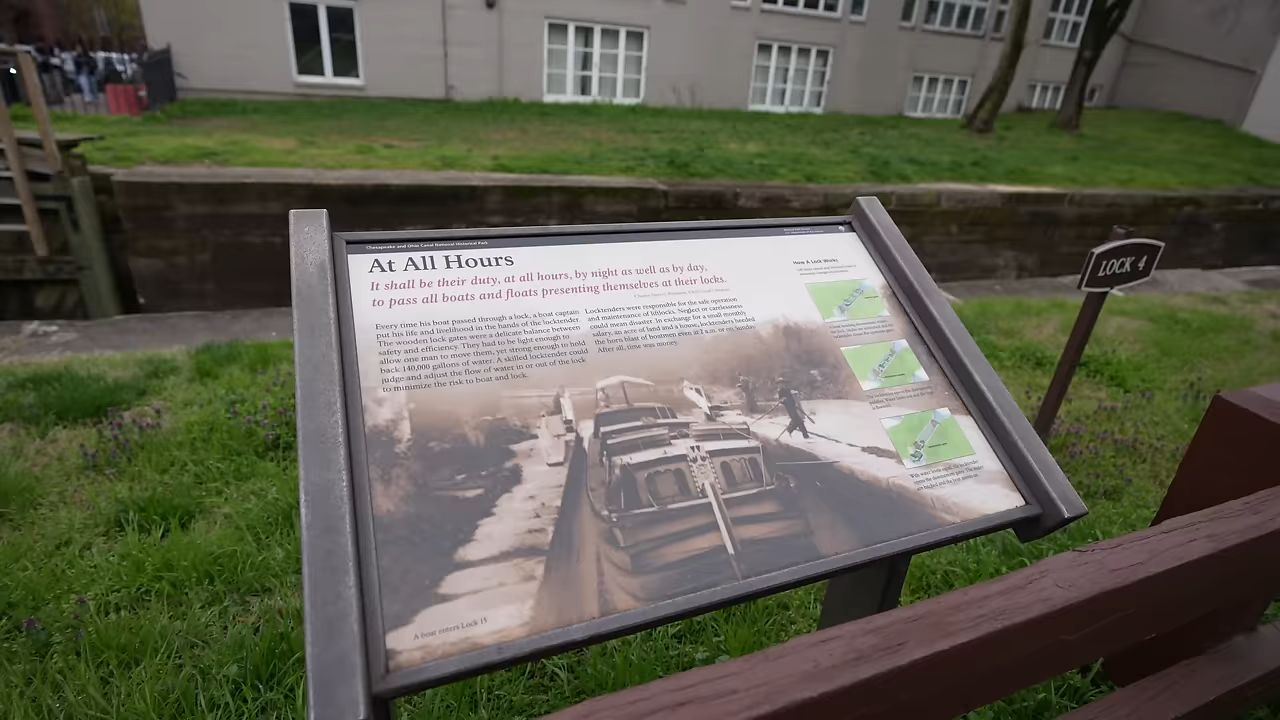 Chesapeake and Ohio Canal National Historical Park
At All Hours
It shall be their duty, at all hours, by night as well as by day,
to pass all boats and floats presenting themselves at their locks.
Every time his boat passed through a lock, a boat captain
put his life and livelihood in the hands of the locktender.
The wooden lock gates were a delicate balance between
safety and efficiency. They had to be light enough to
allow one man to move them, yet strong enough to hold
back 140,000 gallons of water. A skilled locktender could
judge and adjust the flow of water in or out of the lock
to minimize the risk to boat and lock.
Locktenders were responsible for the safe operation
and maintenance of lift locks. Neglect or carelessness
could mean disaster. In exchange for a small monthly
salary, an acre of land and a house, locktenders heeded
the horn blast of boatmen even at 2 a.m. or on Sunday.
After all, time was money.
How A Lock Works
A boat enters Lock 15
LOCK 4